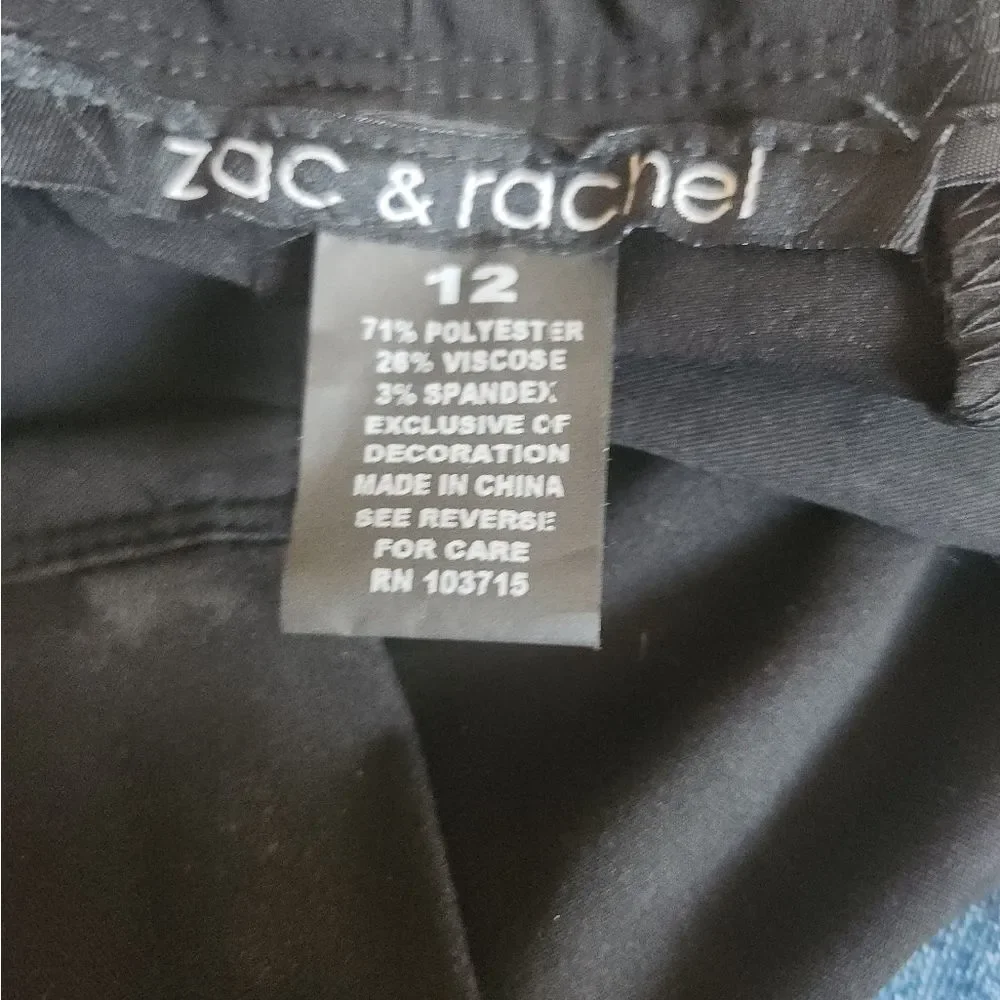 zac & rachel
12
71% POLYESTER
26% VISCOSE
3% SPANDEX
EXCLUSIVE OF
DECORATION
MADE IN CHINA
SEE REVERSE
FOR CARE
RN 103715